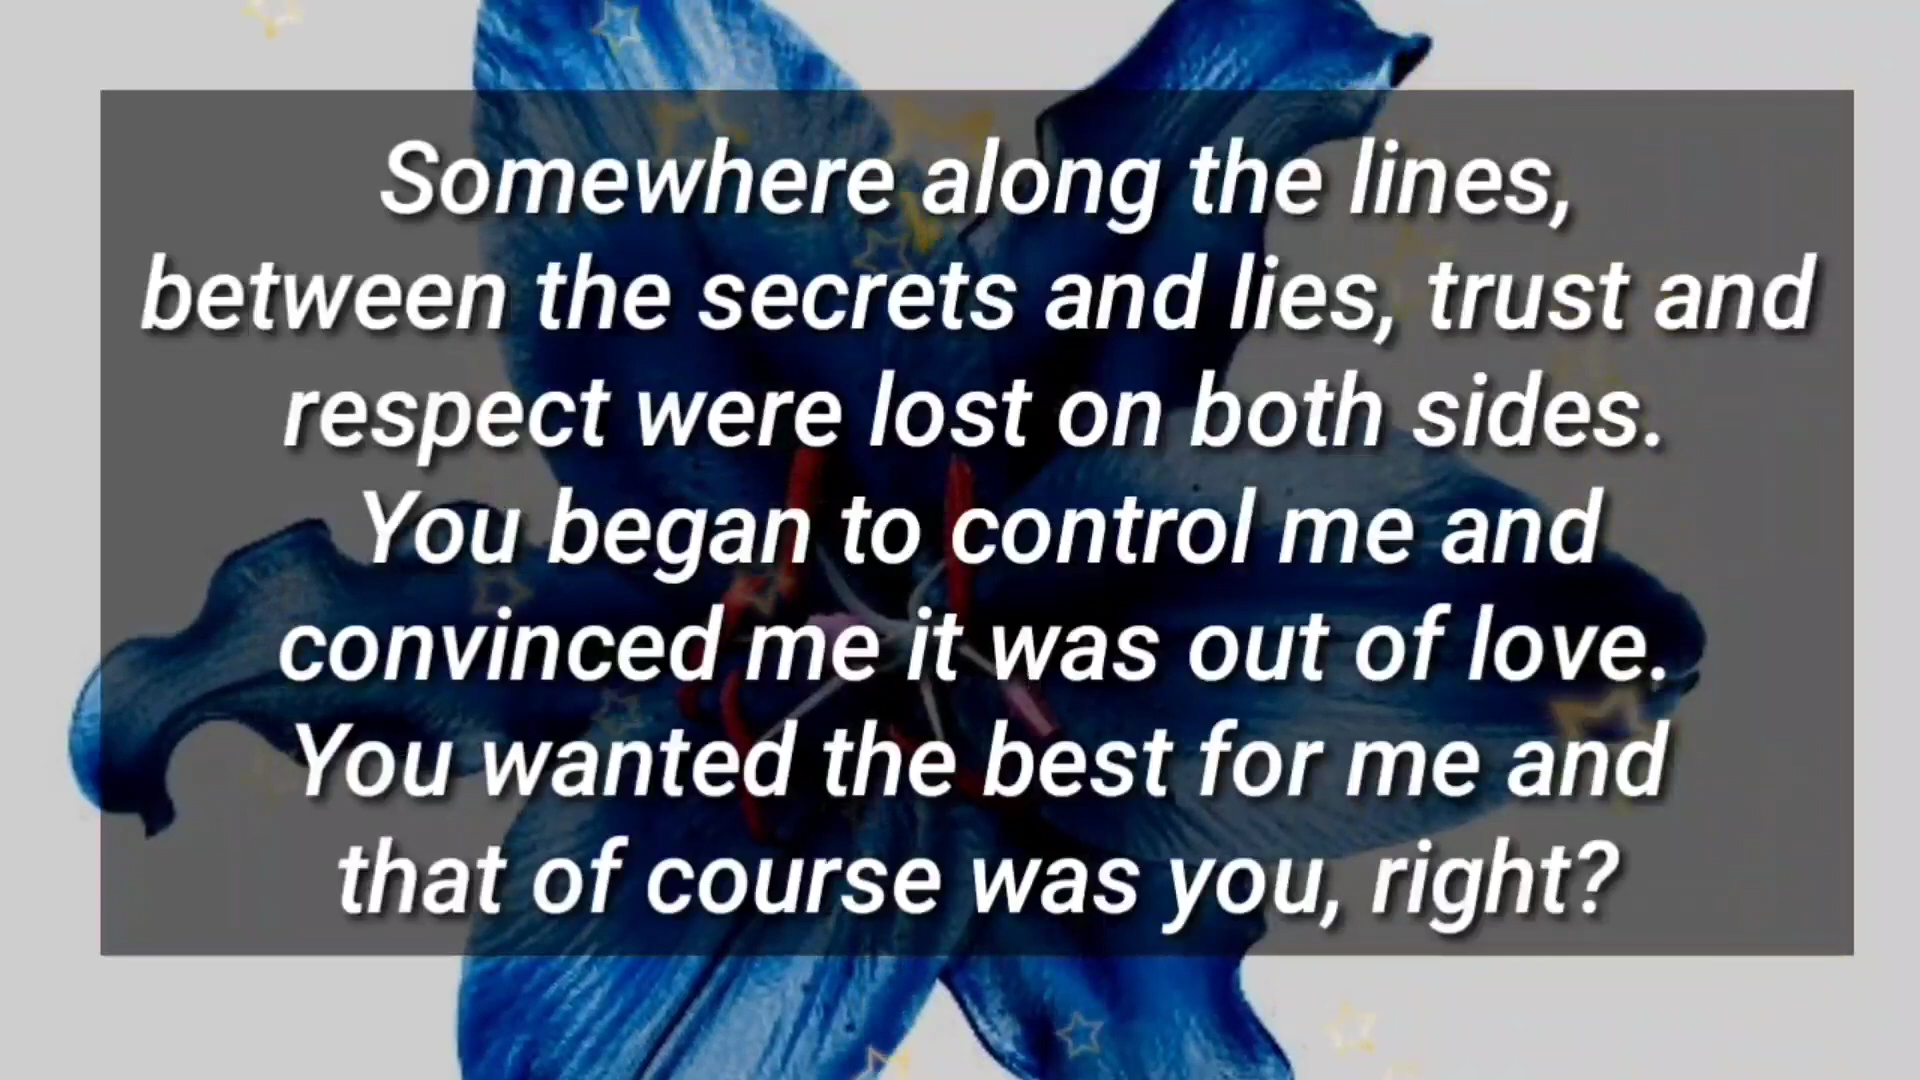 Somewhere along the lines,
between the secrets and lies, trust and
respect were lost on both sides.
You began to control me and
convinced me it was out of love.
You wanted the best for me and
that of course was you, right?